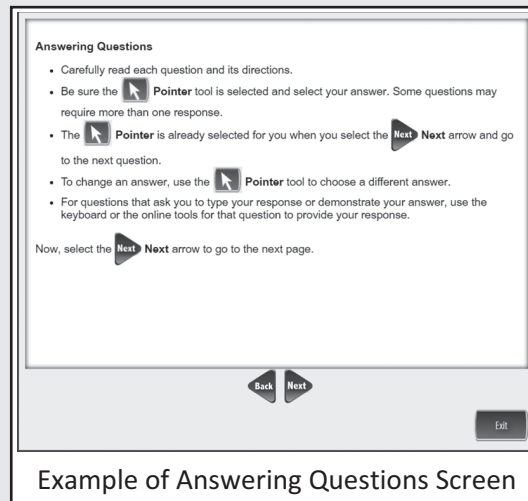 Answering Questions
• Carefully read each question and its directions.
• Be sure the Pointer tool is selected and select your answer. Some questions may
require more than one response.
• The Pointer is already selected for you when you select the Next Next arrow and go
to the next question.
• To change an answer, use the Pointer tool to choose a different answer.
• For questions that ask you to type your response or demonstrate your answer, use the
keyboard or the online tools for that question to provide your response.
Now, select the Next Next arrow to go to the next page.
Back Next
Exit
Example of Answering Questions Screen